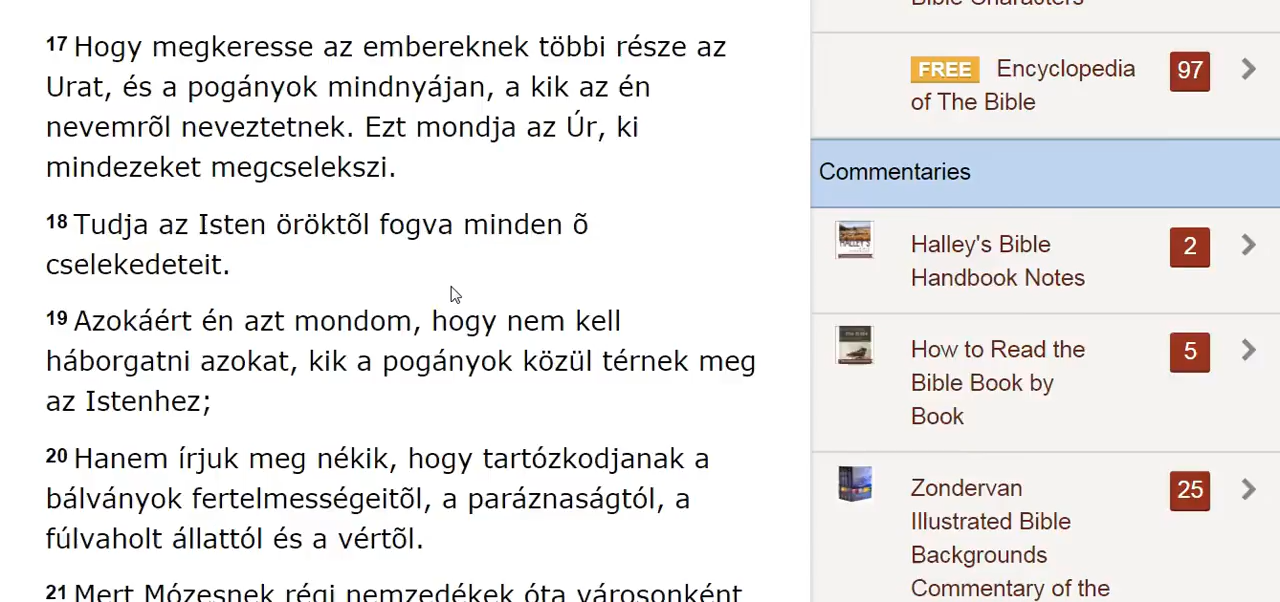 17 Hogy megkeresse az embereknek többi része az
Urat, és a pogányok mindnyájan, a kik az én
nevemrõl neveztetnek. Ezt mondja az Úr, ki
mindezeket megcselekszi.
18 Tudja az Isten öröktõl fogva minden õ
cselekedeteit.
19 Azokáért én azt mondom, hogy nem kell
háborgatni azokat, kik a pogányok közül térnek meg
az Istenhez;
20 Hanem írjuk meg nékik, hogy tartózkodjanak a
bálványok fertelmességeitõl, a paráznaságtól, a
fúlvaholt állattól és a vértõl.
21 Mert Mózesnek régi nemzedékek óta városonként
Bible Characters
FREE Encyclopedia 97
of The Bible
Commentaries
Halley's Bible 2
Handbook Notes
How to Read the 5
Bible Book by
Book
Zondervan 25
Illustrated Bible
Backgrounds
Commentary of the